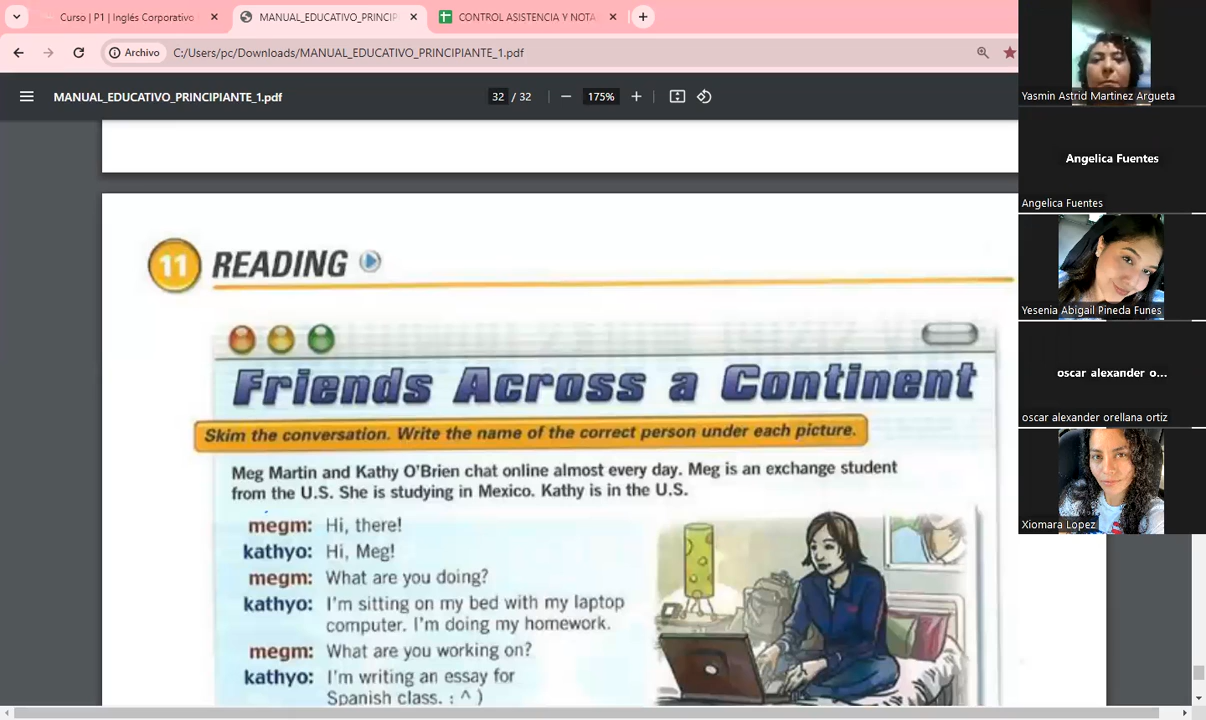 Curso | P1 | Inglés Corporativo
MANUAL_EDUCATIVO_PRINCIP
CONTROL ASISTENCIA Y NOTA
Archivo
C:/Users/pc/Downloads/MANUAL_EDUCATIVO_PRINCIPIANTE_1.pdf
MANUAL_EDUCATIVO_PRINCIPIANTE_1.pdf
32 / 32
175%
11 READING
Friends Across a Continent
Skim the conversation. Write the name of the correct person under each picture.
Meg Martin and Kathy O'Brien chat online almost every day. Meg is an exchange student
from the U.S. She is studying in Mexico. Kathy is in the U.S.
megm: Hi, there!
kathyo: Hi, Meg!
megm: What are you doing?
kathyo: I'm sitting on my bed with my laptop
computer. I'm doing my homework.
megm: What are you working on?
kathyo: I'm writing an essay for
Spanish class. : ^ )
Yasmin Astrid Martinez Argueta
Angelica Fuentes
Angelica Fuentes
Yesenia Abigail Pineda Funes
oscar alexander o...
oscar alexander orellana ortiz
Xiomara Lopez